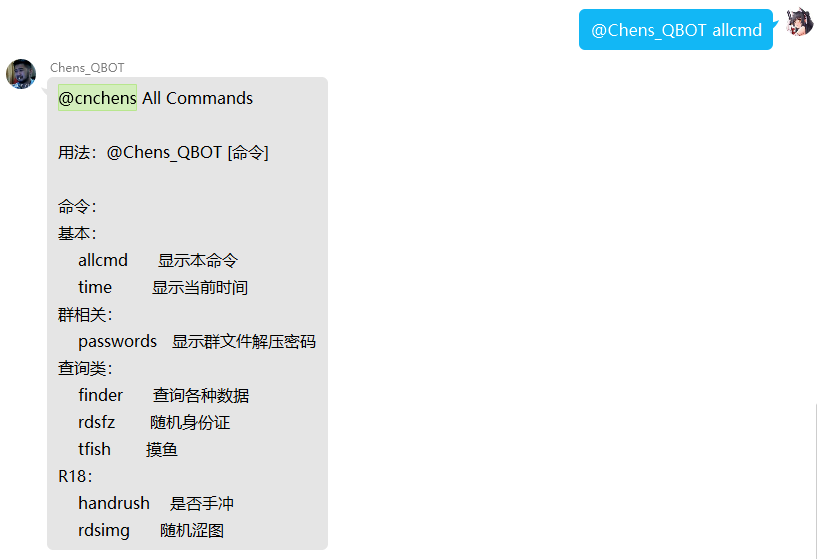 @Chens_QBOT allcmd
Chens_QBOT
@cnchens All Commands
用法：@Chens_QBOT [命令]
命令：
基本：
allcmd 显示本命令
time 显示当前时间
群相关：
passwords 显示群文件解压密码
查询类：
finder 查询各种数据
rdsfz 随机身份证
tfish 摸鱼
R18：
handrush 是否手冲
rdsimg 随机涩图